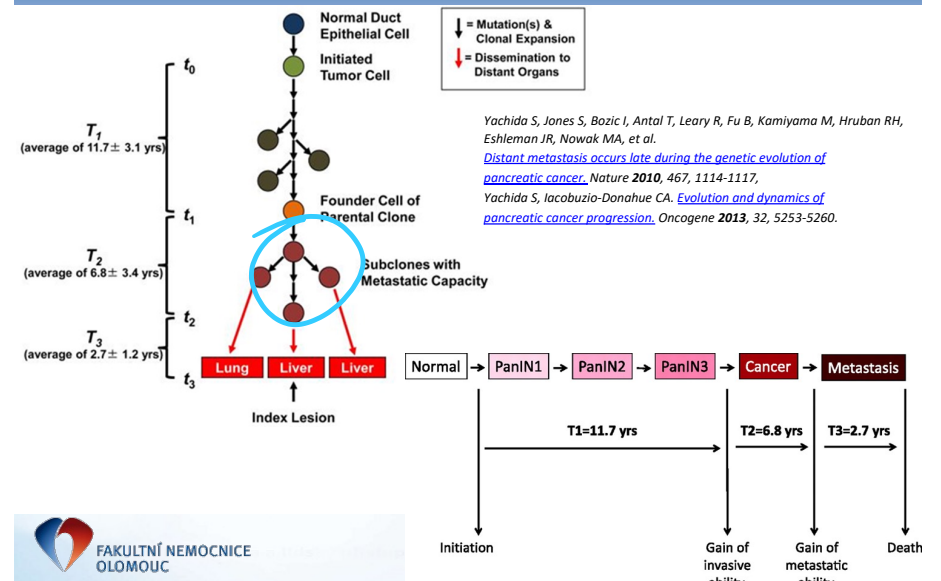 Normal Duct
Epithelial Cell
Initiated
Tumor Cell
= Mutation(s) &
Clonal Expansion
= Dissemination to
Distant Organs
t0
T1
(average of 11.7± 3.1 yrs)
Founder Cell of
Parental Clone
t1
T2
(average of 6.8± 3.4 yrs)
Subclones with
Metastatic Capacity
t2
T3
(average of 2.7± 1.2 yrs)
t3
Lung
Liver
Liver
Index Lesion
Yachida S, Jones S, Bozic I, Antal T, Leary R, Fu B, Kamiyama M, Hruban RH,
Eshleman JR, Nowak MA, et al.
Distant metastasis occurs late during the genetic evolution of
pancreatic cancer. Nature 2010, 467, 1114-1117,
Yachida S, Iacobuzio-Donahue CA. Evolution and dynamics of
pancreatic cancer progression. Oncogene 2013, 32, 5253-5260.
Normal
PanIN1
PanIN2
PanIN3
Cancer
Metastasis
T1=11.7 yrs
T2=6.8 yrs
T3=2.7 yrs
Initiation
Gain of
invasive
ability
Gain of
metastatic
ability
Death
FAKULTNÍ NEMOCNICE
OLOMOUC